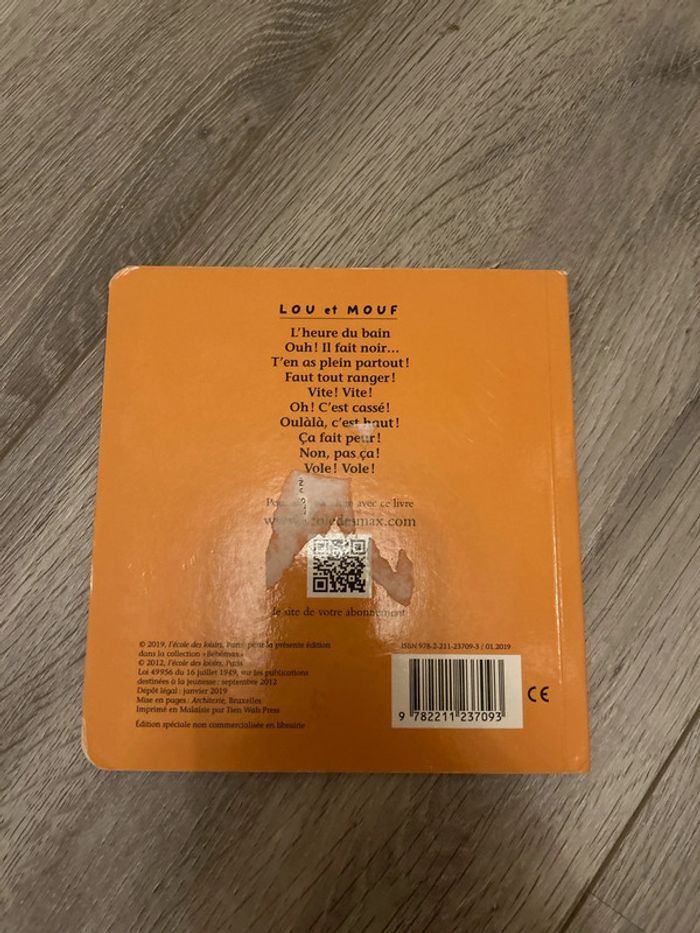 LOU et MOUF
L'heure du bain
Ouh! Il fait noir...
T'en as plein partout!
Faut tout ranger!
Vite! Vite!
Oh! C'est cassé!
Oulàlà, c'est haut!
Ça fait peur!
Non, pas ça!
Vole! Vole!
avec ce livre
le site de votre abonnement
© 2019, l'école des loisirs, Paris, pour la présente édition
dans la collection «Bébémax»
© 2012, l'école des loisirs, Paris
Loi 49956 du 16 juillet 1949, sur les publications
destinées à la jeunesse : septembre 2012
Dépôt légal : janvier 2019
Mise en pages : Architexte, Bruxelles
Imprimé en Malaisie par Tien Wah Press
Édition spéciale non commercialisée en librairie
ISBN 978-2-211-23709-3 / 01.2019
9 782211 237093
CE